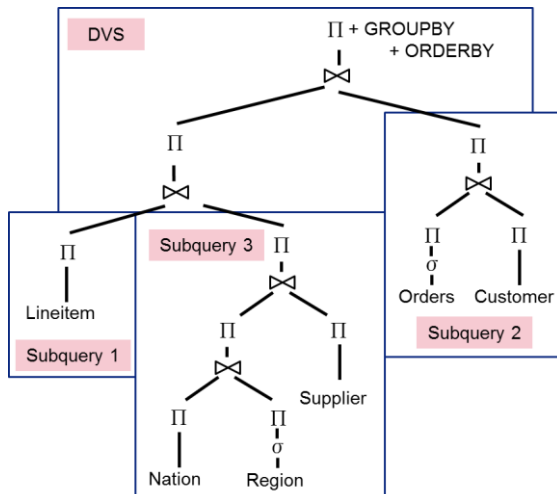 DVS
Π + GROUPBY
+ ORDERBY
Π
Π
Π
Subquery 3
Π
Π
Π
σ
Lineitem
Orders
Customer
Π
Π
Subquery 1
Subquery 2
Supplier
Π
Π
σ
Nation
Region